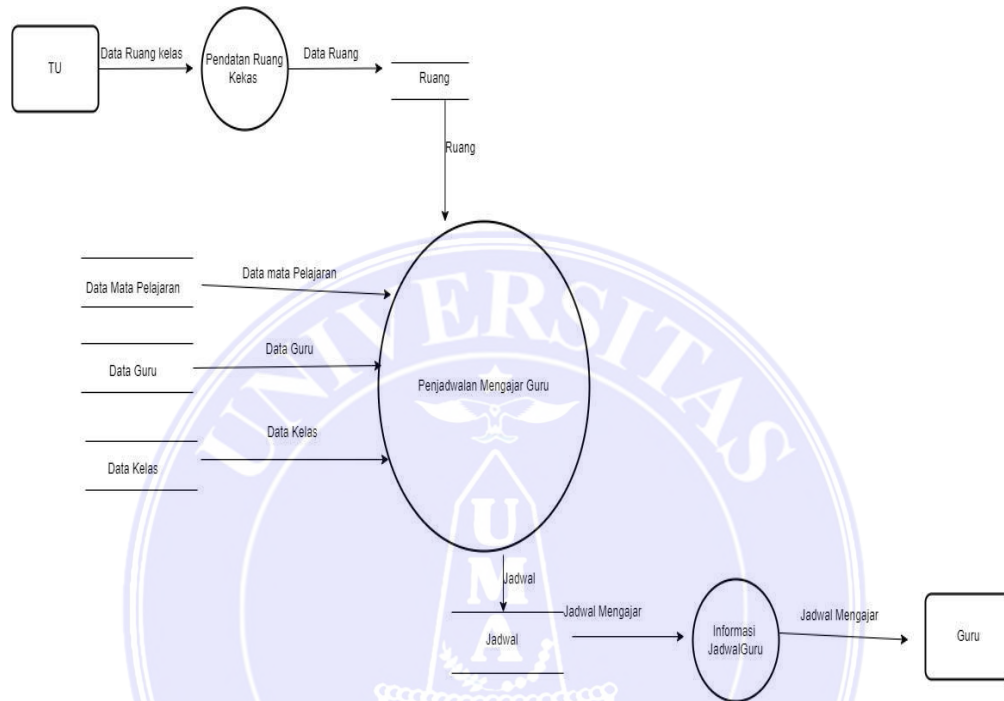 TU
Data Ruang kelas
Pendatan Ruang
Kekas
Data Ruang
Ruang
Ruang
Data Mata Pelajaran
Data mata Pelajaran
Data Guru
Data Guru
Data Kelas
Data Kelas
Penjadwalan Mengajar Guru
Jadwal
Jadwal
Jadwal Mengajar
Informasi
JadwalGuru
Jadwal Mengajar
Guru
UNIVERSITAS
U
M
A